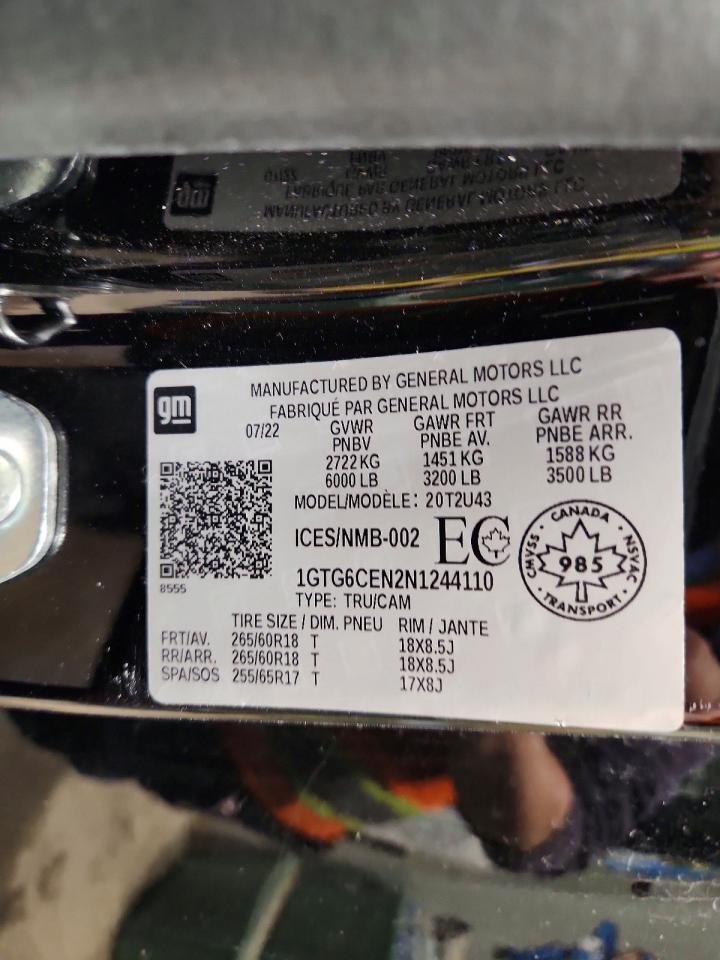 gm
MANUFACTURED BY GENERAL MOTORS LLC
FABRIQUÉ PAR GENERAL MOTORS LLC
07/22 GVWR GAWR FRT GAWR RR
PNBV PNBE AV. PNBE ARR.
2722 KG 1451 KG 1588 KG
6000 LB 3200 LB 3500 LB
MODEL/MODÈLE: 20T2U43
ICES/NMB-002 EC
CANADA
CMVSS 985 NSVAC
TRANSPORT
1GTG6CEN2N1244110
8555
TYPE: TRU/CAM
TIRE SIZE / DIM. PNEU RIM / JANTE
FRT/AV. 265/60R18 T 18X8.5J
RR/ARR. 265/60R18 T 18X8.5J
SPA/SOS 255/65R17 T 17X8J